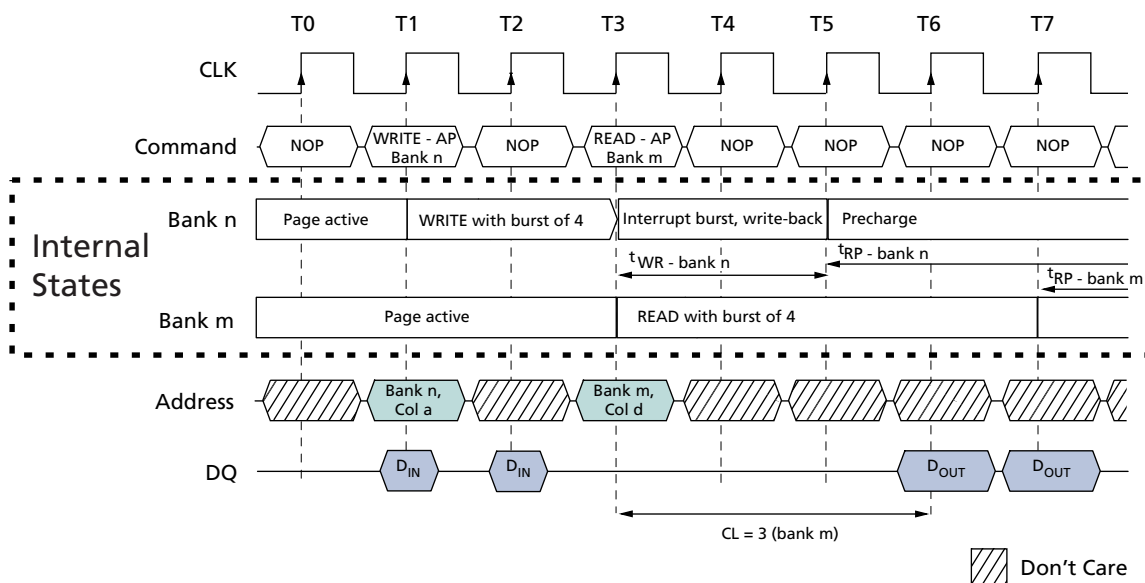 T0 T1 T2 T3 T4 T5 T6 T7
CLK
Command NOP WRITE - AP Bank n NOP READ - AP Bank m NOP NOP NOP NOP
Internal States
Bank n Page active WRITE with burst of 4 Interrupt burst, write-back Precharge
tWR - bank n tRP - bank n
tRP - bank m
Bank m Page active READ with burst of 4
Address Bank n, Col a Bank m, Col d
DQ DIN DIN DOUT DOUT
CL = 3 (bank m)
Don't Care